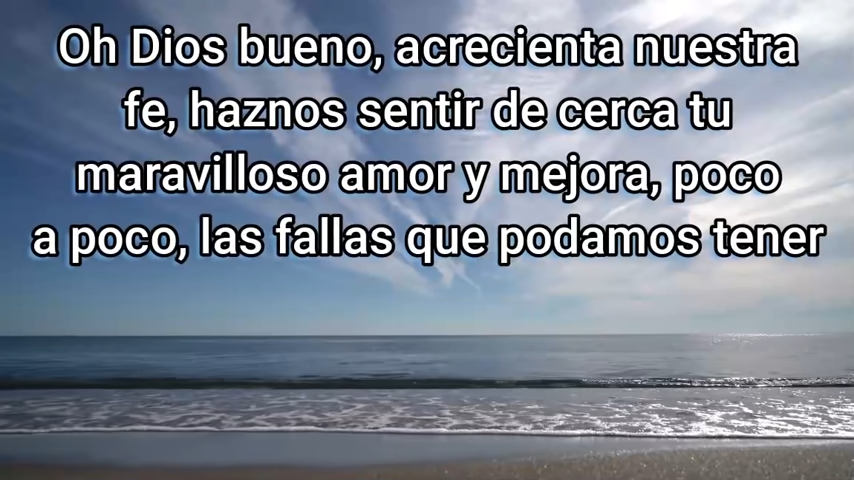 Oh Dios bueno, acrecienta nuestra
fe, haznos sentir de cerca tu
maravilloso amor y mejora, poco
a poco, las fallas que podamos tener